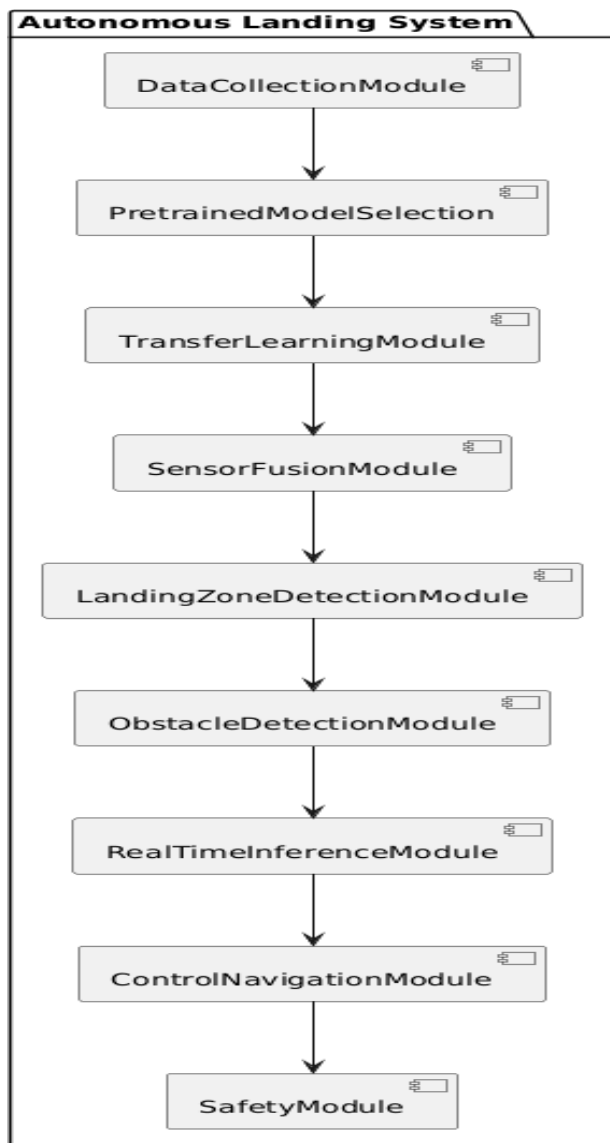 Autonomous Landing System
DataCollectionModule
PretrainedModelSelection
TransferLearningModule
SensorFusionModule
LandingZoneDetectionModule
ObstacleDetectionModule
RealTimeInferenceModule
ControlNavigationModule
SafetyModule